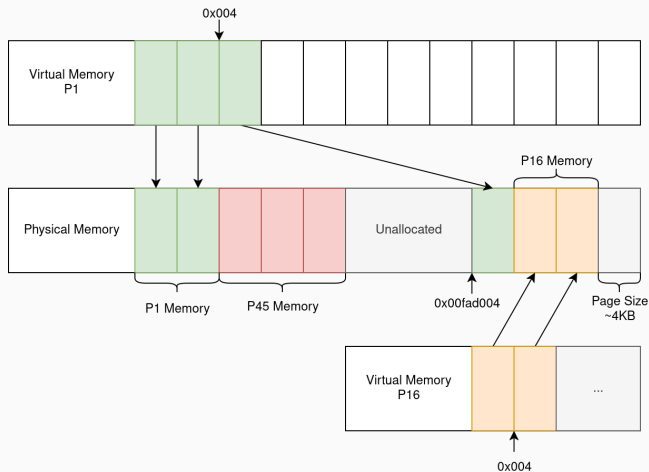 0x004
Virtual Memory
P1
P16 Memory
Physical Memory
Unallocated
P1 Memory
P45 Memory
0x00fad004
Page Size
~4KB
Virtual Memory
P16
...
0x004